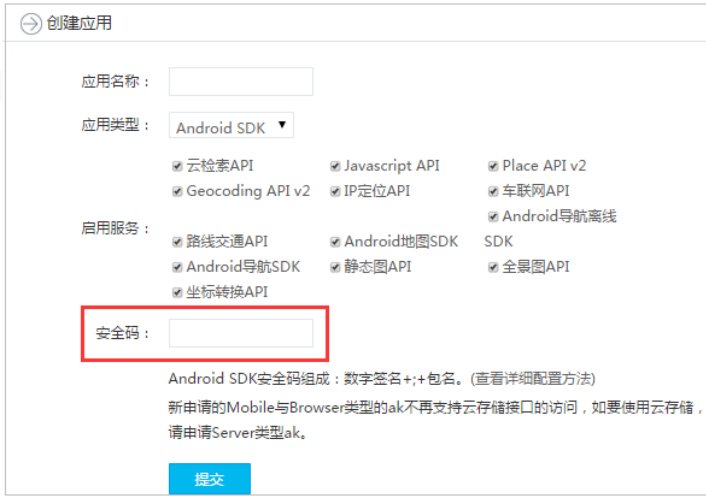 创建应用
应用名称：
应用类型： Android SDK
云检索API Javascript API Place API v2
Geocoding API v2 IP定位API 车联网API
Android导航离线
启用服务：
路线交通API Android地图SDK SDK
Android导航SDK 静态图API 全景图API
坐标转换API
安全码：
Android SDK安全码组成：数字签名+;+包名。(查看详细配置方法)
新申请的Mobile与Browser类型的ak不再支持云存储接口的访问，如要使用云存储，
请申请Server类型ak。
提交